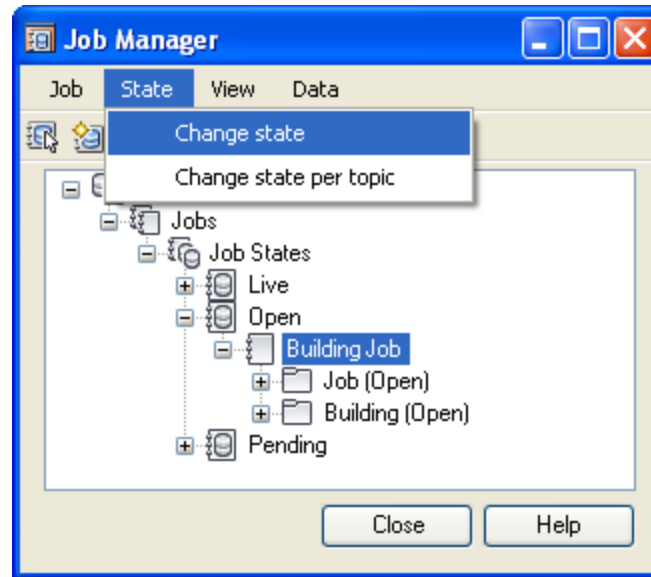 Job Manager
Job State View Data
Change state
Change state per topic
Jobs
Job States
Live
Open
Building Job
Job (Open)
Building (Open)
Pending
Close Help